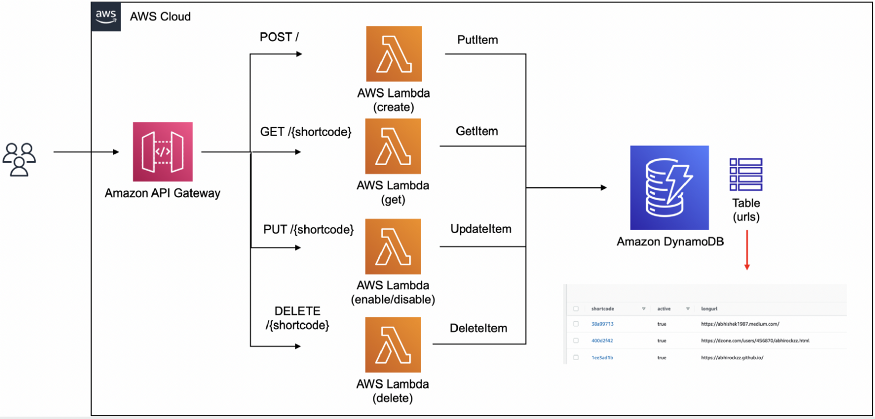 aws
AWS Cloud
POST /
AWS Lambda
(create)
PutItem
GET /{shortcode}
AWS Lambda
(get)
GetItem
Amazon API Gateway
PUT /{shortcode}
AWS Lambda
(enable/disable)
UpdateItem
DELETE
/{shortcode}
AWS Lambda
(delete)
DeleteItem
Amazon DynamoDB
Table
(urls)
shortcode active longurl
true https://abhishek1987.medium.com/
400d2f42 true https://dzone.com/users/456870/abhirockzz.html
true https://abhirockzz.github.io/